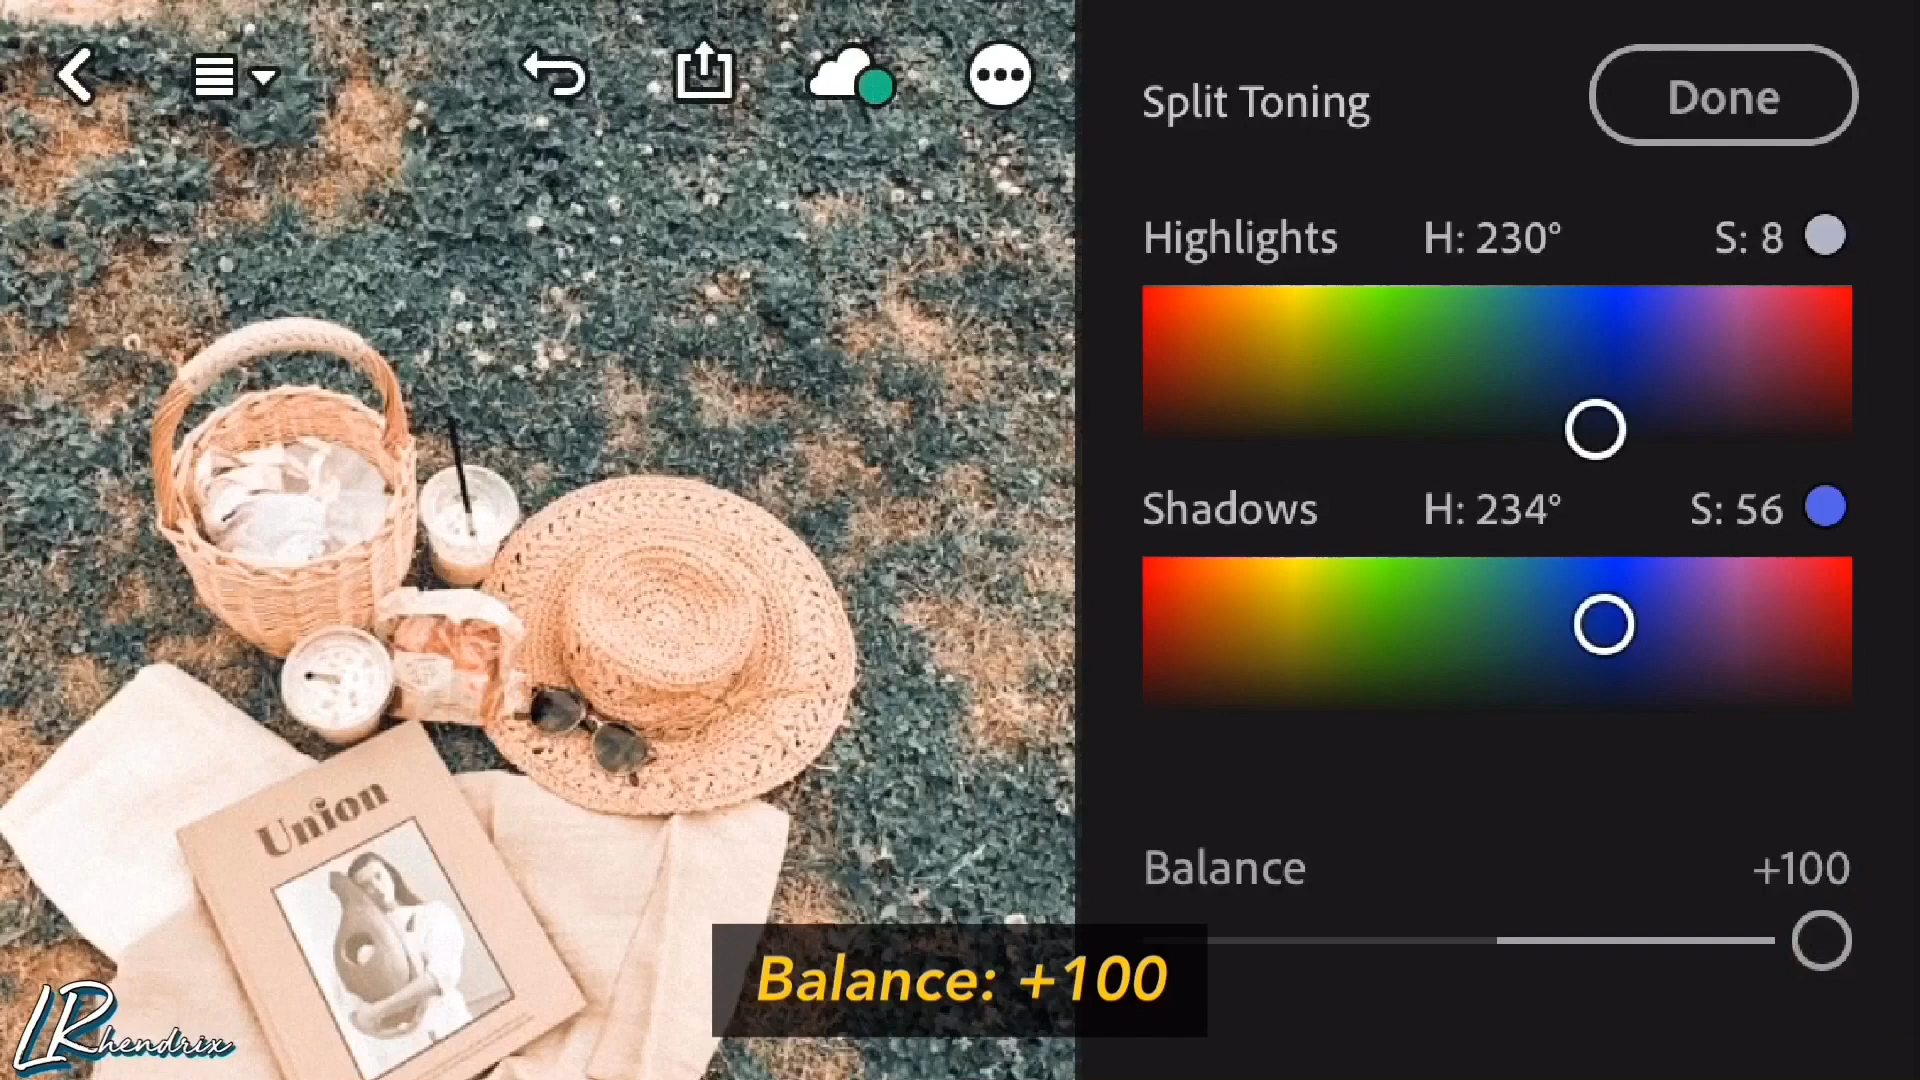 Split Toning
Done
Highlights H: 230° S: 8
Shadows H: 234° S: 56
Balance +100
Balance: +100
Union
LRhendrix